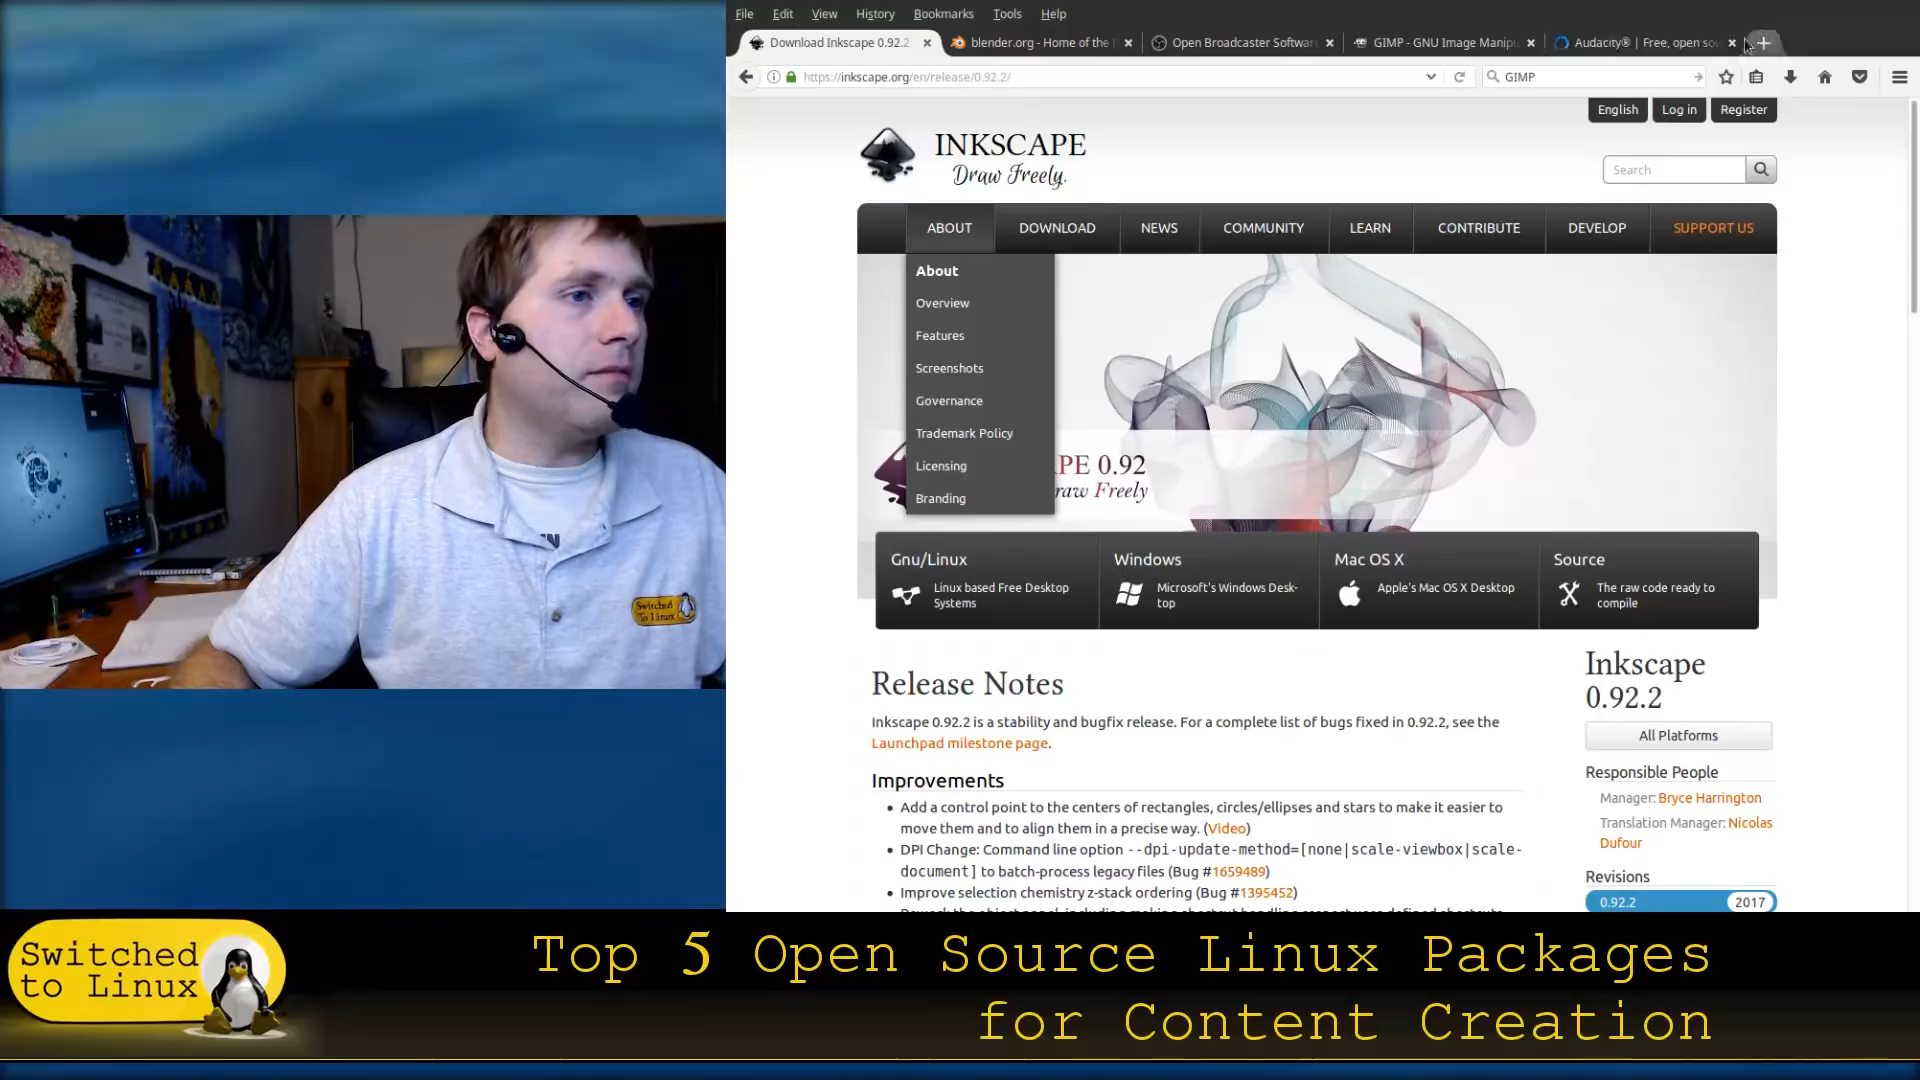 File Edit View History Bookmarks Tools Help
Download Inkscape 0.92.2
blender.org - Home of the
Open Broadcaster Softwar
GIMP - GNU Image Manipu
Audacity® | Free, open sou
https://inkscape.org/en/release/0.92.2/
GIMP
English Log in Register
INKSCAPE
Draw Freely.
Search
ABOUT DOWNLOAD NEWS COMMUNITY LEARN CONTRIBUTE DEVELOP SUPPORT US
About
Overview
Features
Screenshots
Governance
Trademark Policy
Licensing
Branding
PE 0.92
raw Freely
Gnu/Linux
Linux based Free Desktop
Systems
Windows
Microsoft's Windows Desk-
top
Mac OS X
Apple's Mac OS X Desktop
Source
The raw code ready to
compile
Release Notes
Inkscape 0.92.2 is a stability and bugfix release. For a complete list of bugs fixed in 0.92.2, see the
Launchpad milestone page.
Improvements
• Add a control point to the centers of rectangles, circles/ellipses and stars to make it easier to
move them and to align them in a precise way. (Video)
• DPI Change: Command line option --dpi-update-method=[none|scale-viewbox|scale-
document] to batch-process legacy files (Bug #1659489)
• Improve selection chemistry z-stack ordering (Bug #1395452)
Inkscape
0.92.2
All Platforms
Responsible People
Manager: Bryce Harrington
Translation Manager: Nicolas
Dufour
Revisions
0.92.2 2017
Switched
To Linux
Switched
to Linux
Top 5 Open Source Linux Packages
for Content Creation